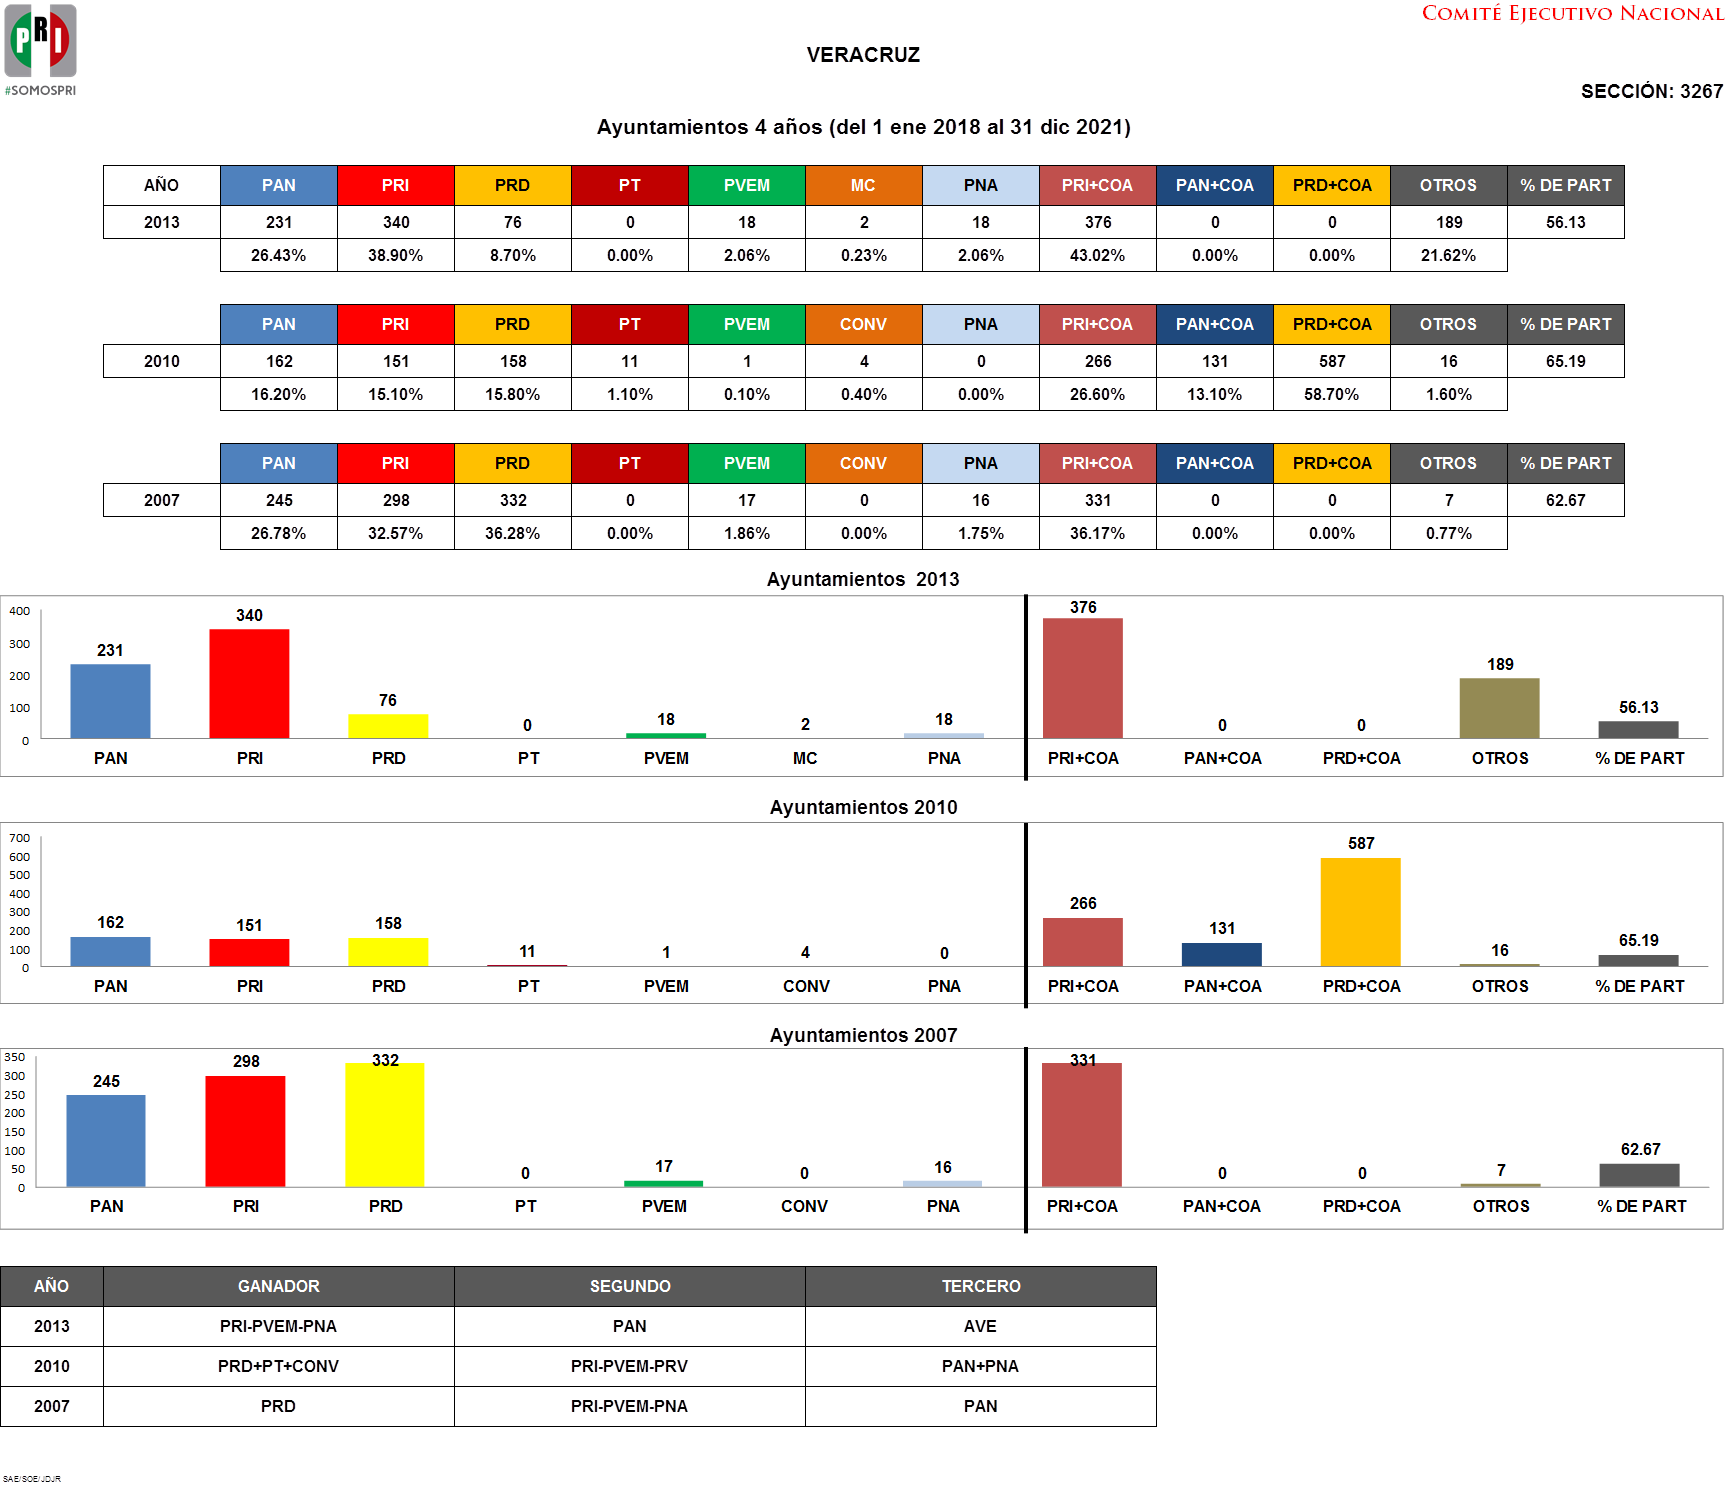 PRI
#SOMOSPRI
COMITÉ EJECUTIVO NACIONAL
VERACRUZ
SECCIÓN: 3267
Ayuntamientos 4 años (del 1 ene 2018 al 31 dic 2021)
AÑO PAN PRI PRD PT PVEM MC PNA PRI+COA PAN+COA PRD+COA OTROS % DE PART
2013 231 340 76 0 18 2 18 376 0 0 189 56.13
26.43% 38.90% 8.70% 0.00% 2.06% 0.23% 2.06% 43.02% 0.00% 0.00% 21.62%
PAN PRI PRD PT PVEM CONV PNA PRI+COA PAN+COA PRD+COA OTROS % DE PART
2010 162 151 158 11 1 4 0 266 131 587 16 65.19
16.20% 15.10% 15.80% 1.10% 0.10% 0.40% 0.00% 26.60% 13.10% 58.70% 1.60%
PAN PRI PRD PT PVEM CONV PNA PRI+COA PAN+COA PRD+COA OTROS % DE PART
2007 245 298 332 0 17 0 16 331 0 0 7 62.67
26.78% 32.57% 36.28% 0.00% 1.86% 0.00% 1.75% 36.17% 0.00% 0.00% 0.77%
Ayuntamientos 2013
400
300
200
100
0
231 340 76 0 18 2 18 376 0 0 189 56.13
PAN PRI PRD PT PVEM MC PNA PRI+COA PAN+COA PRD+COA OTROS % DE PART
Ayuntamientos 2010
700
600
500
400
300
200
100
0
162 151 158 11 1 4 0 266 131 587 16 65.19
PAN PRI PRD PT PVEM CONV PNA PRI+COA PAN+COA PRD+COA OTROS % DE PART
Ayuntamientos 2007
350
300
250
200
150
100
50
0
245 298 332 0 17 0 16 331 0 0 7 62.67
PAN PRI PRD PT PVEM CONV PNA PRI+COA PAN+COA PRD+COA OTROS % DE PART
AÑO GANADOR SEGUNDO TERCERO
2013 PRI-PVEM-PNA PAN AVE
2010 PRD+PT+CONV PRI-PVEM-PRV PAN+PNA
2007 PRD PRI-PVEM-PNA PAN
SAE/SOE/JDJR